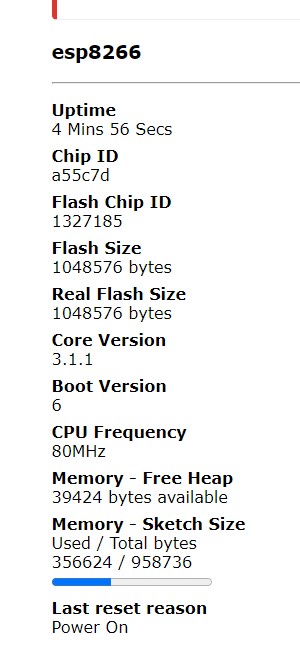 esp8266
Uptime
4 Mins 56 Secs
Chip ID
a55c7d
Flash Chip ID
1327185
Flash Size
1048576 bytes
Real Flash Size
1048576 bytes
Core Version
3.1.1
Boot Version
6
CPU Frequency
80MHz
Memory - Free Heap
39424 bytes available
Memory - Sketch Size
Used / Total bytes
356624 / 958736
Last reset reason
Power On